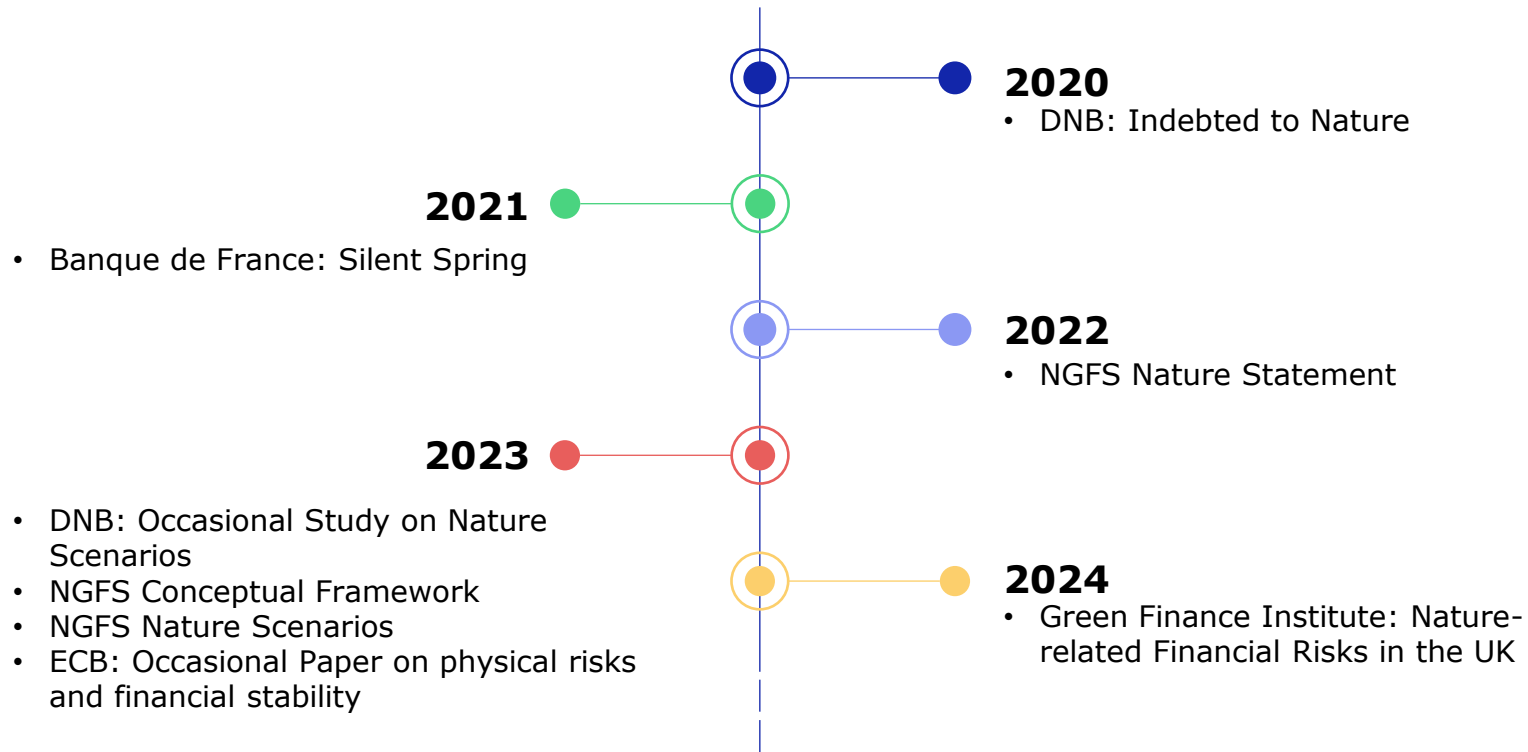 2020
• DNB: Indebted to Nature
2021
• Banque de France: Silent Spring
2022
• NGFS Nature Statement
2023
• DNB: Occasional Study on Nature
Scenarios
• NGFS Conceptual Framework
• NGFS Nature Scenarios
• ECB: Occasional Paper on physical risks
and financial stability
2024
• Green Finance Institute: Nature-
related Financial Risks in the UK